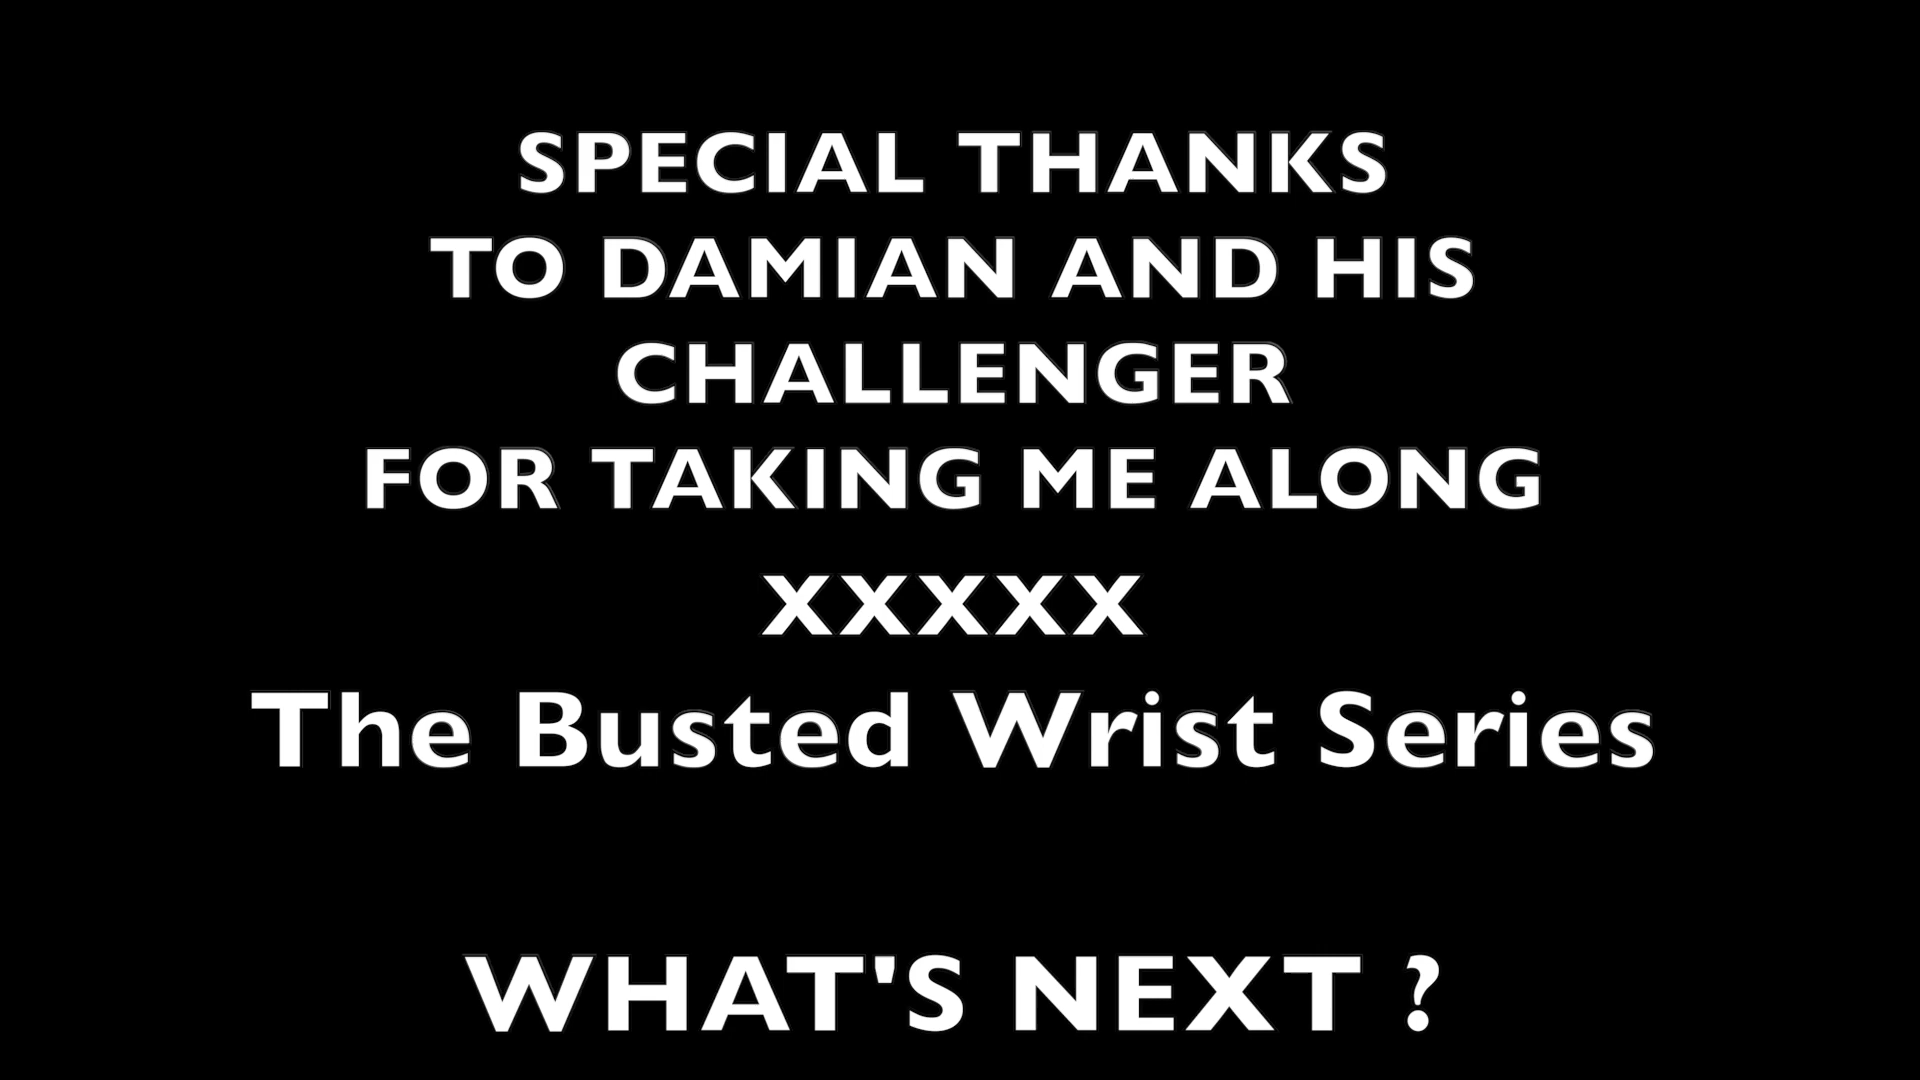 SPECIAL THANKS
TO DAMIAN AND HIS
CHALLENGER
FOR TAKING ME ALONG
xxxxx
The Busted Wrist Series
WHAT'S NEXT ?